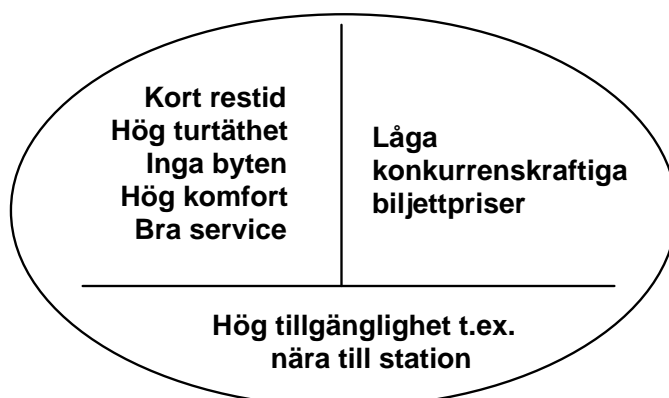 Kort restid
Hög turtäthet
Inga byten
Hög komfort
Bra service
Låga
konkurrenskraftiga
biljettpriser
Hög tillgänglighet t.ex.
nära till station